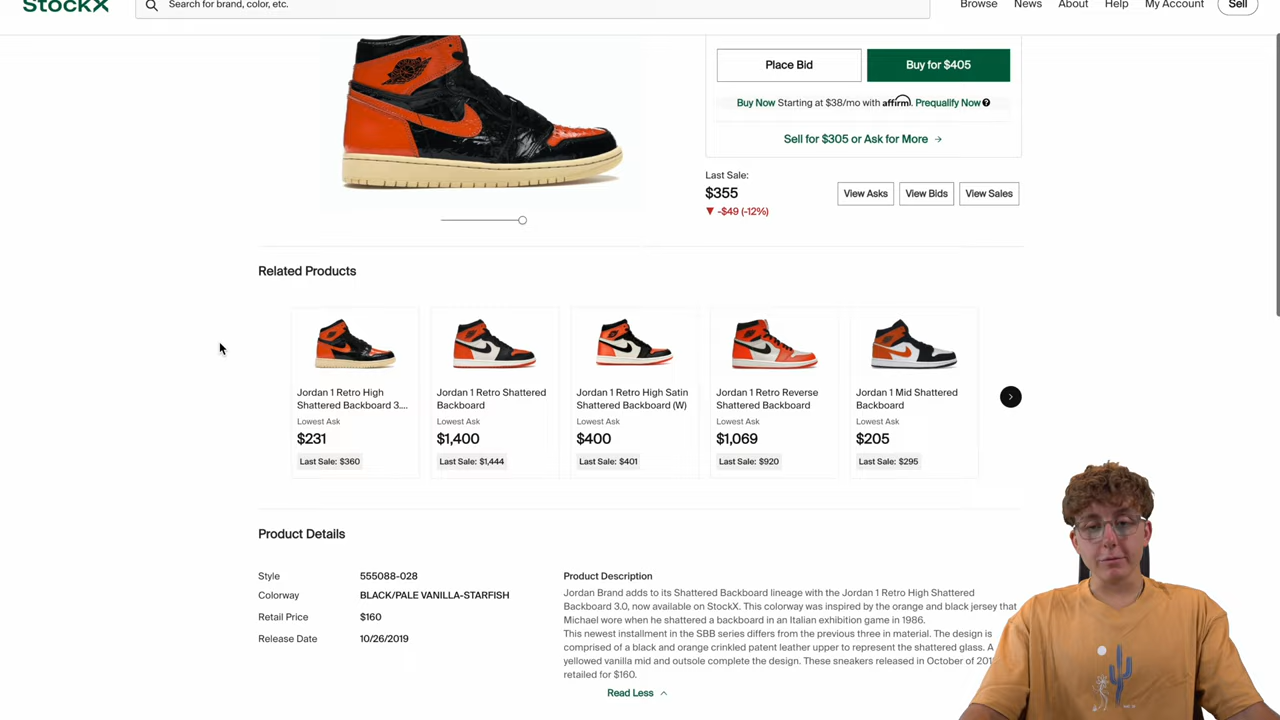 StockX
Search for brand, color, etc.
Browse News About Help My Account Sell
Place Bid
Buy for $405
Buy Now Starting at $38/mo with affirm. Prequalify Now
Sell for $305 or Ask for More →
Last Sale:
$355
▼ -$49 (-12%)
View Asks
View Bids
View Sales
Related Products
Jordan 1 Retro High
Shattered Backboard 3....
Lowest Ask
$231
Last Sale: $360
Jordan 1 Retro Shattered
Backboard
Lowest Ask
$1,400
Last Sale: $1,444
Jordan 1 Retro High Satin
Shattered Backboard (W)
Lowest Ask
$400
Last Sale: $401
Jordan 1 Retro Reverse
Shattered Backboard
Lowest Ask
$1,069
Last Sale: $920
Jordan 1 Mid Shattered
Backboard
Lowest Ask
$205
Last Sale: $295
Product Details
Style 555088-028
Colorway BLACK/PALE VANILLA-STARFISH
Retail Price $160
Release Date 10/26/2019
Product Description
Jordan Brand adds to its Shattered Backboard lineage with the Jordan 1 Retro High Shattered
Backboard 3.0, now available on StockX. This colorway was inspired by the orange and black jersey that
Michael wore when he shattered a backboard in an Italian exhibition game in 1986.
This newest installment in the SBB series differs from the previous three in material. The design is
comprised of a black and orange crinkled patent leather upper to represent the shattered glass. A
yellowed vanilla mid and outsole complete the design. These sneakers released in October of 201
retailed for $160.
Read Less